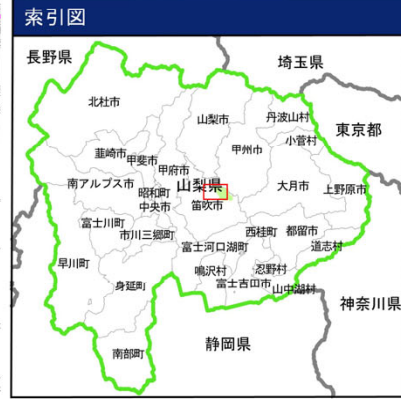 索引図
長野県
埼玉県
北杜市
山梨市
丹波山村
小菅村
東京都
甲州市
韮崎市
甲斐市
甲府市
南アルプス市
昭和町
山梨県
大月市
上野原市
中央市
笛吹市
富士川町
市川三郷町
西桂町
都留市
道志村
富士河口湖町
早川町
鳴沢村
忍野村
身延町
富士吉田市
山中湖村
神奈川県
静岡県
南部町